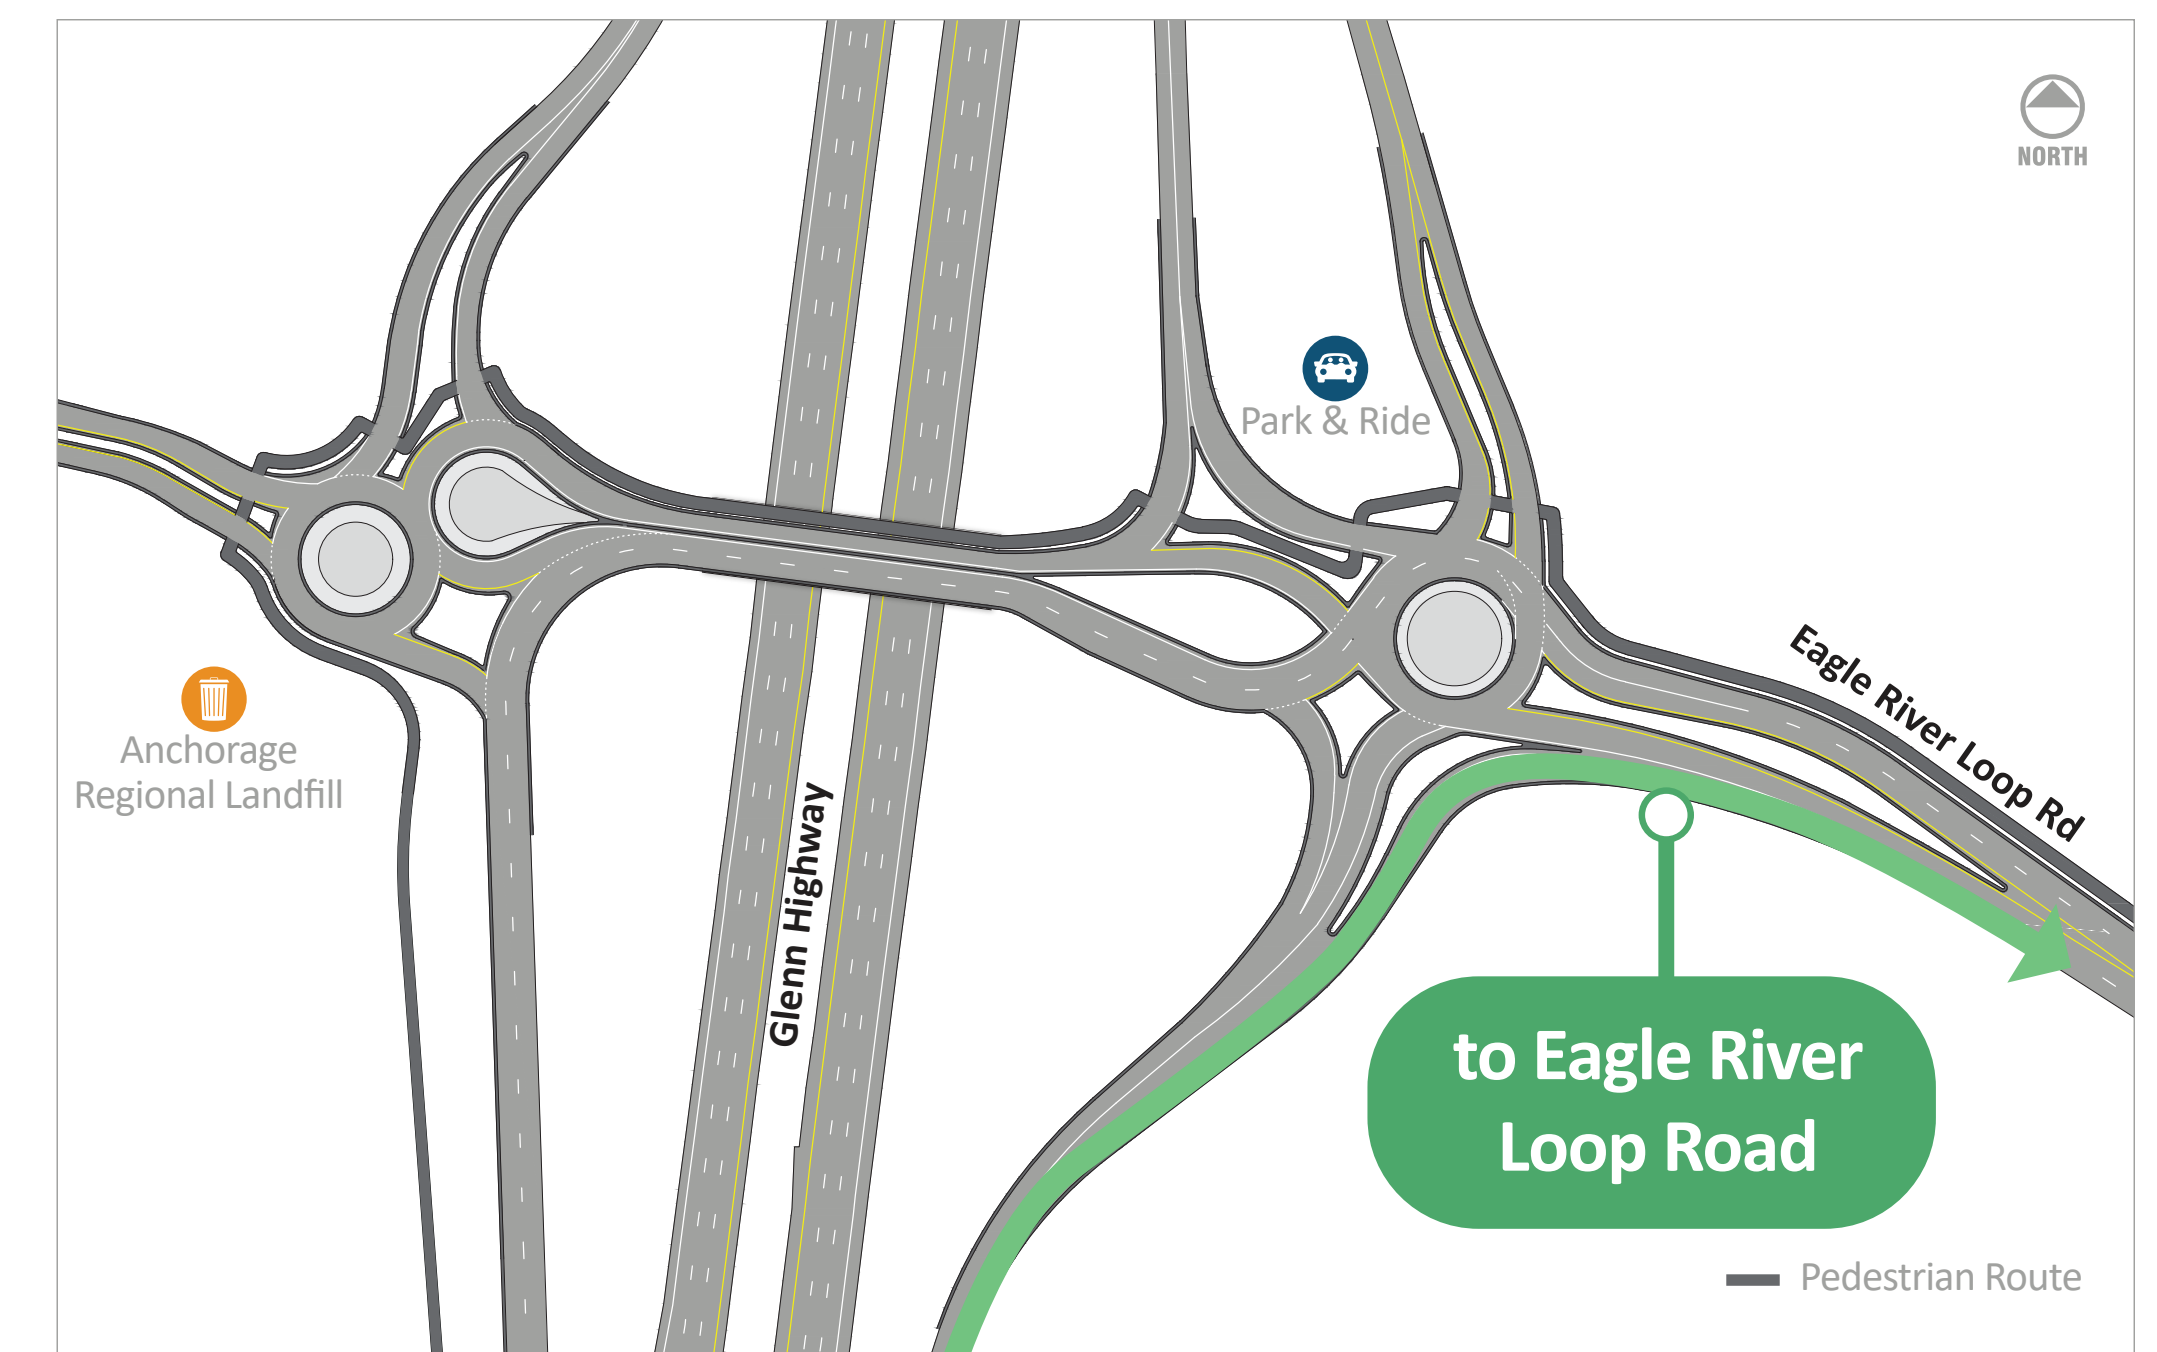 NORTH
Park & Ride
Eagle River Loop Rd
Anchorage
Regional Landfill
Glenn Highway
to Eagle River
Loop Road
Pedestrian Route